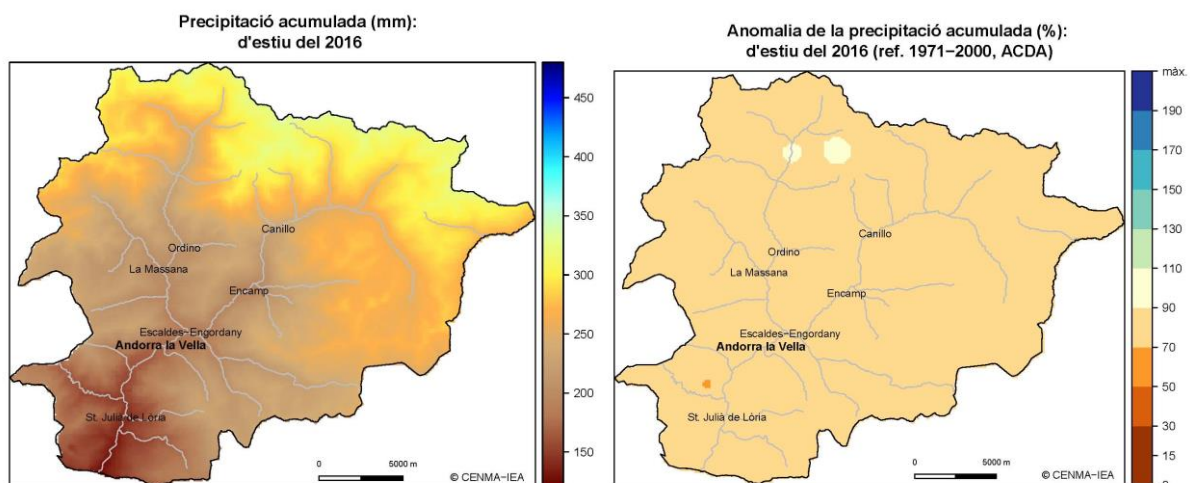 Precipitació acumulada (mm):
d'estiu del 2016
Canillo
Ordino
La Massana
Encamp
Escaldes−Engordany
Andorra la Vella
St. Julià de Lòria
0 5000 m
© CENMA−IEA
450
400
350
300
250
200
150
Anomalia de la precipitació acumulada (%):
d'estiu del 2016 (ref. 1971−2000, ACDA)
Canillo
Ordino
La Massana
Encamp
Escaldes−Engordany
Andorra la Vella
St. Julià de Lòria
0 5000 m
© CENMA−IEA
màx.
190
170
150
130
110
90
70
50
30
15
0